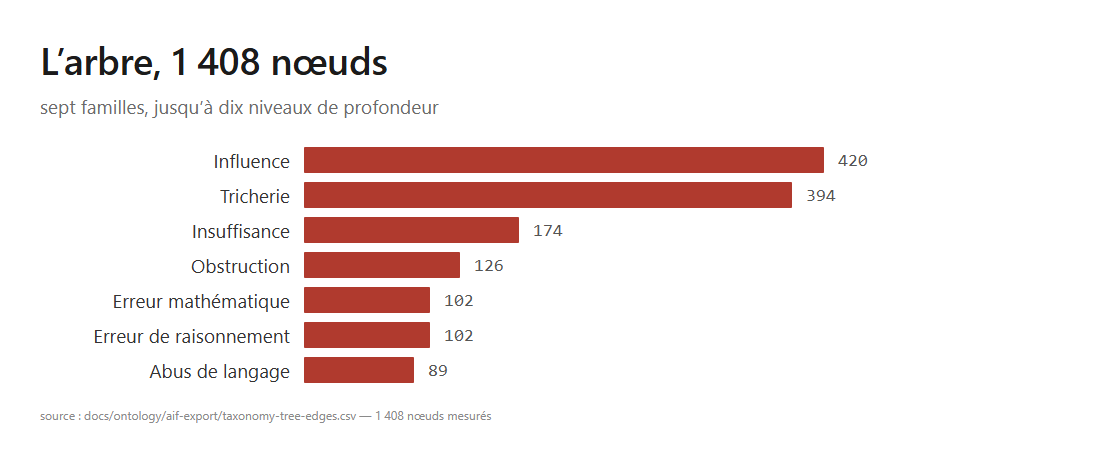 L’arbre, 1 408 nœuds
sept familles, jusqu’à dix niveaux de profondeur
Influence 420
Tricherie 394
Insuffisance 174
Obstruction 126
Erreur mathématique 102
Erreur de raisonnement 102
Abus de langage 89
source : docs/ontology/aif-export/taxonomy-tree-edges.csv — 1 408 nœuds mesurés